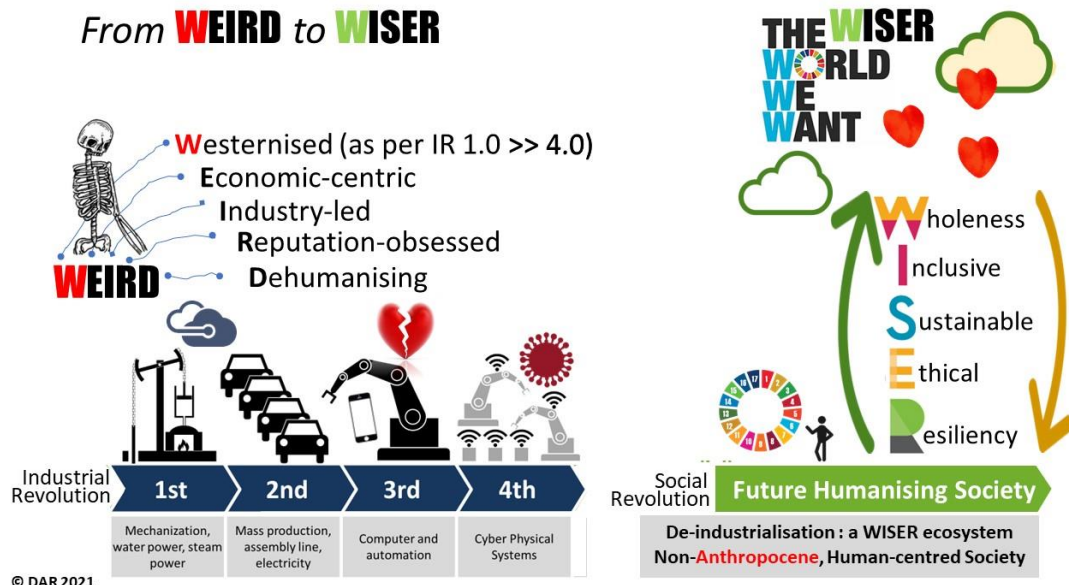 From WEIRD to WISER
Westernised (as per IR 1.0 >> 4.0)
Economic-centric
Industry-led
Reputation-obsessed
Dehumanising
WEIRD
Industrial
Revolution
1st
2nd
3rd
4th
Mechanization,
water power, steam
power
Mass production,
assembly line,
electricity
Computer and
automation
Cyber Physical
Systems
© DAR 2021
THE WISER
WORLD
WE
WANT
Wholeness
Inclusive
Sustainable
Ethical
Resiliency
Social
Revolution
Future Humanising Society
De-industrialisation : a WISER ecosystem
Non-Anthropocene, Human-centred Society